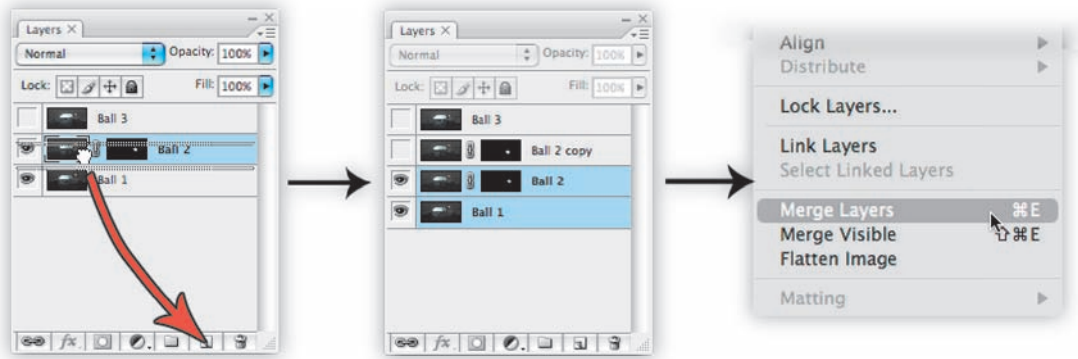 Layers ×
Normal Opacity: 100%
Lock: Fill: 100%
Ball 3
Ball 2
Ball 1
fx.
Layers ×
Normal Opacity: 100%
Lock: Fill: 100%
Ball 3
Ball 2 copy
Ball 2
Ball 1
fx.
Align
Distribute
Lock Layers...
Link Layers
Select Linked Layers
Merge Layers ⌘E
Merge Visible ⇧⌘E
Flatten Image
Matting